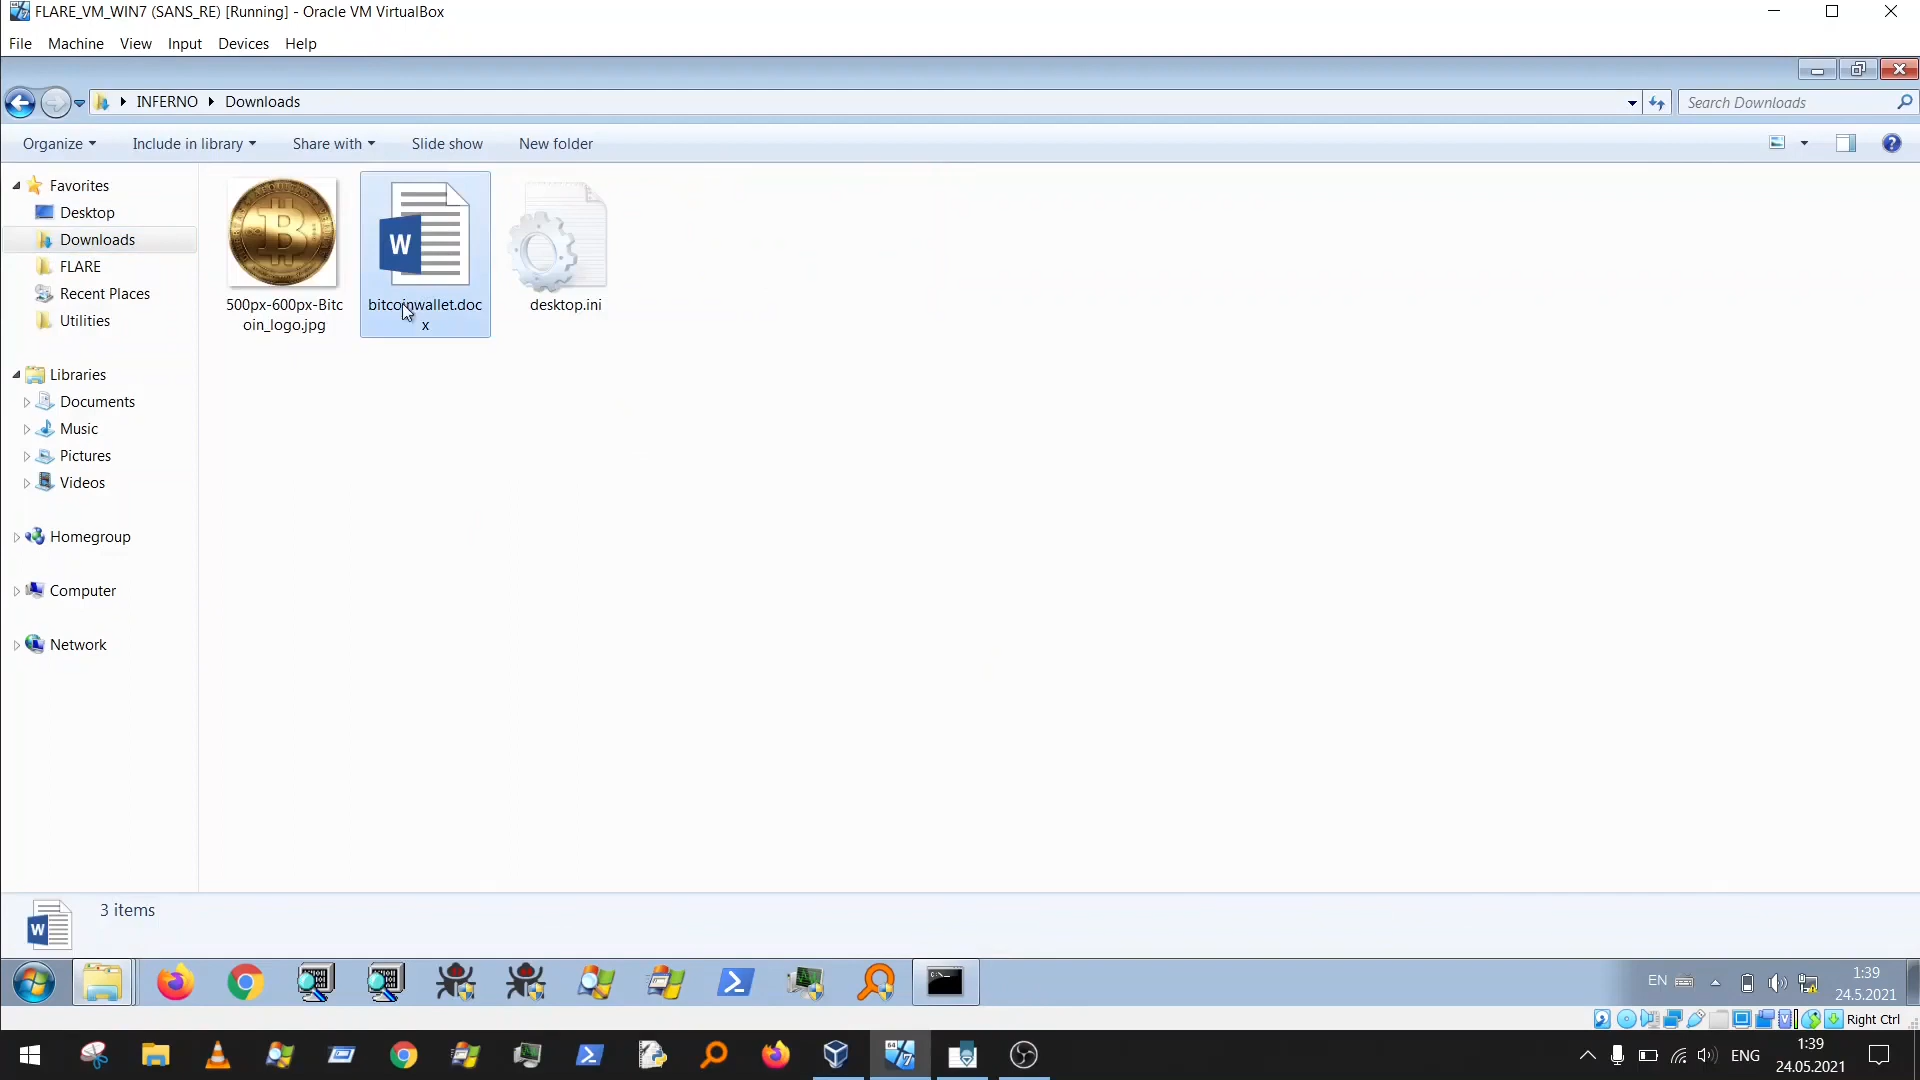 FLARE_VM_WIN7 (SANS_RE) [Running] - Oracle VM VirtualBox
File Machine View Input Devices Help
INFERNO Downloads
Search Downloads
Organize Include in library Share with Slide show New folder
Favorites
Desktop
Downloads
FLARE
Recent Places
Utilities
Libraries
Documents
Music
Pictures
Videos
Homegroup
Computer
Network
500px-600px-Bitc
oin_logo.jpg
W
bitcoinwallet.doc
x
desktop.ini
W
3 items
EN
1:39
24.5.2021
Right Ctrl
ENG
1:39
24.05.2021